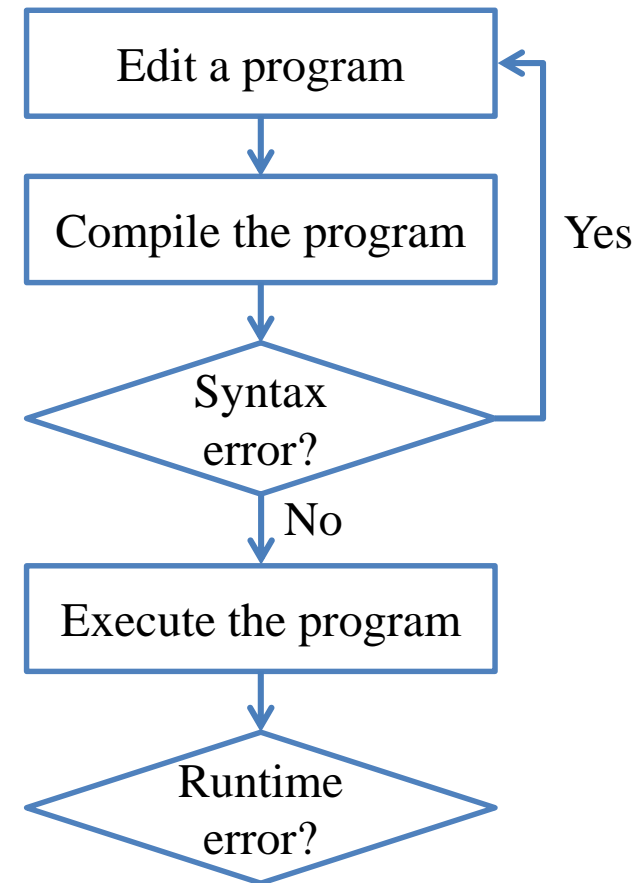 Edit a program
Compile the program
Yes
Syntax
error?
No
Execute the program
Runtime
error?